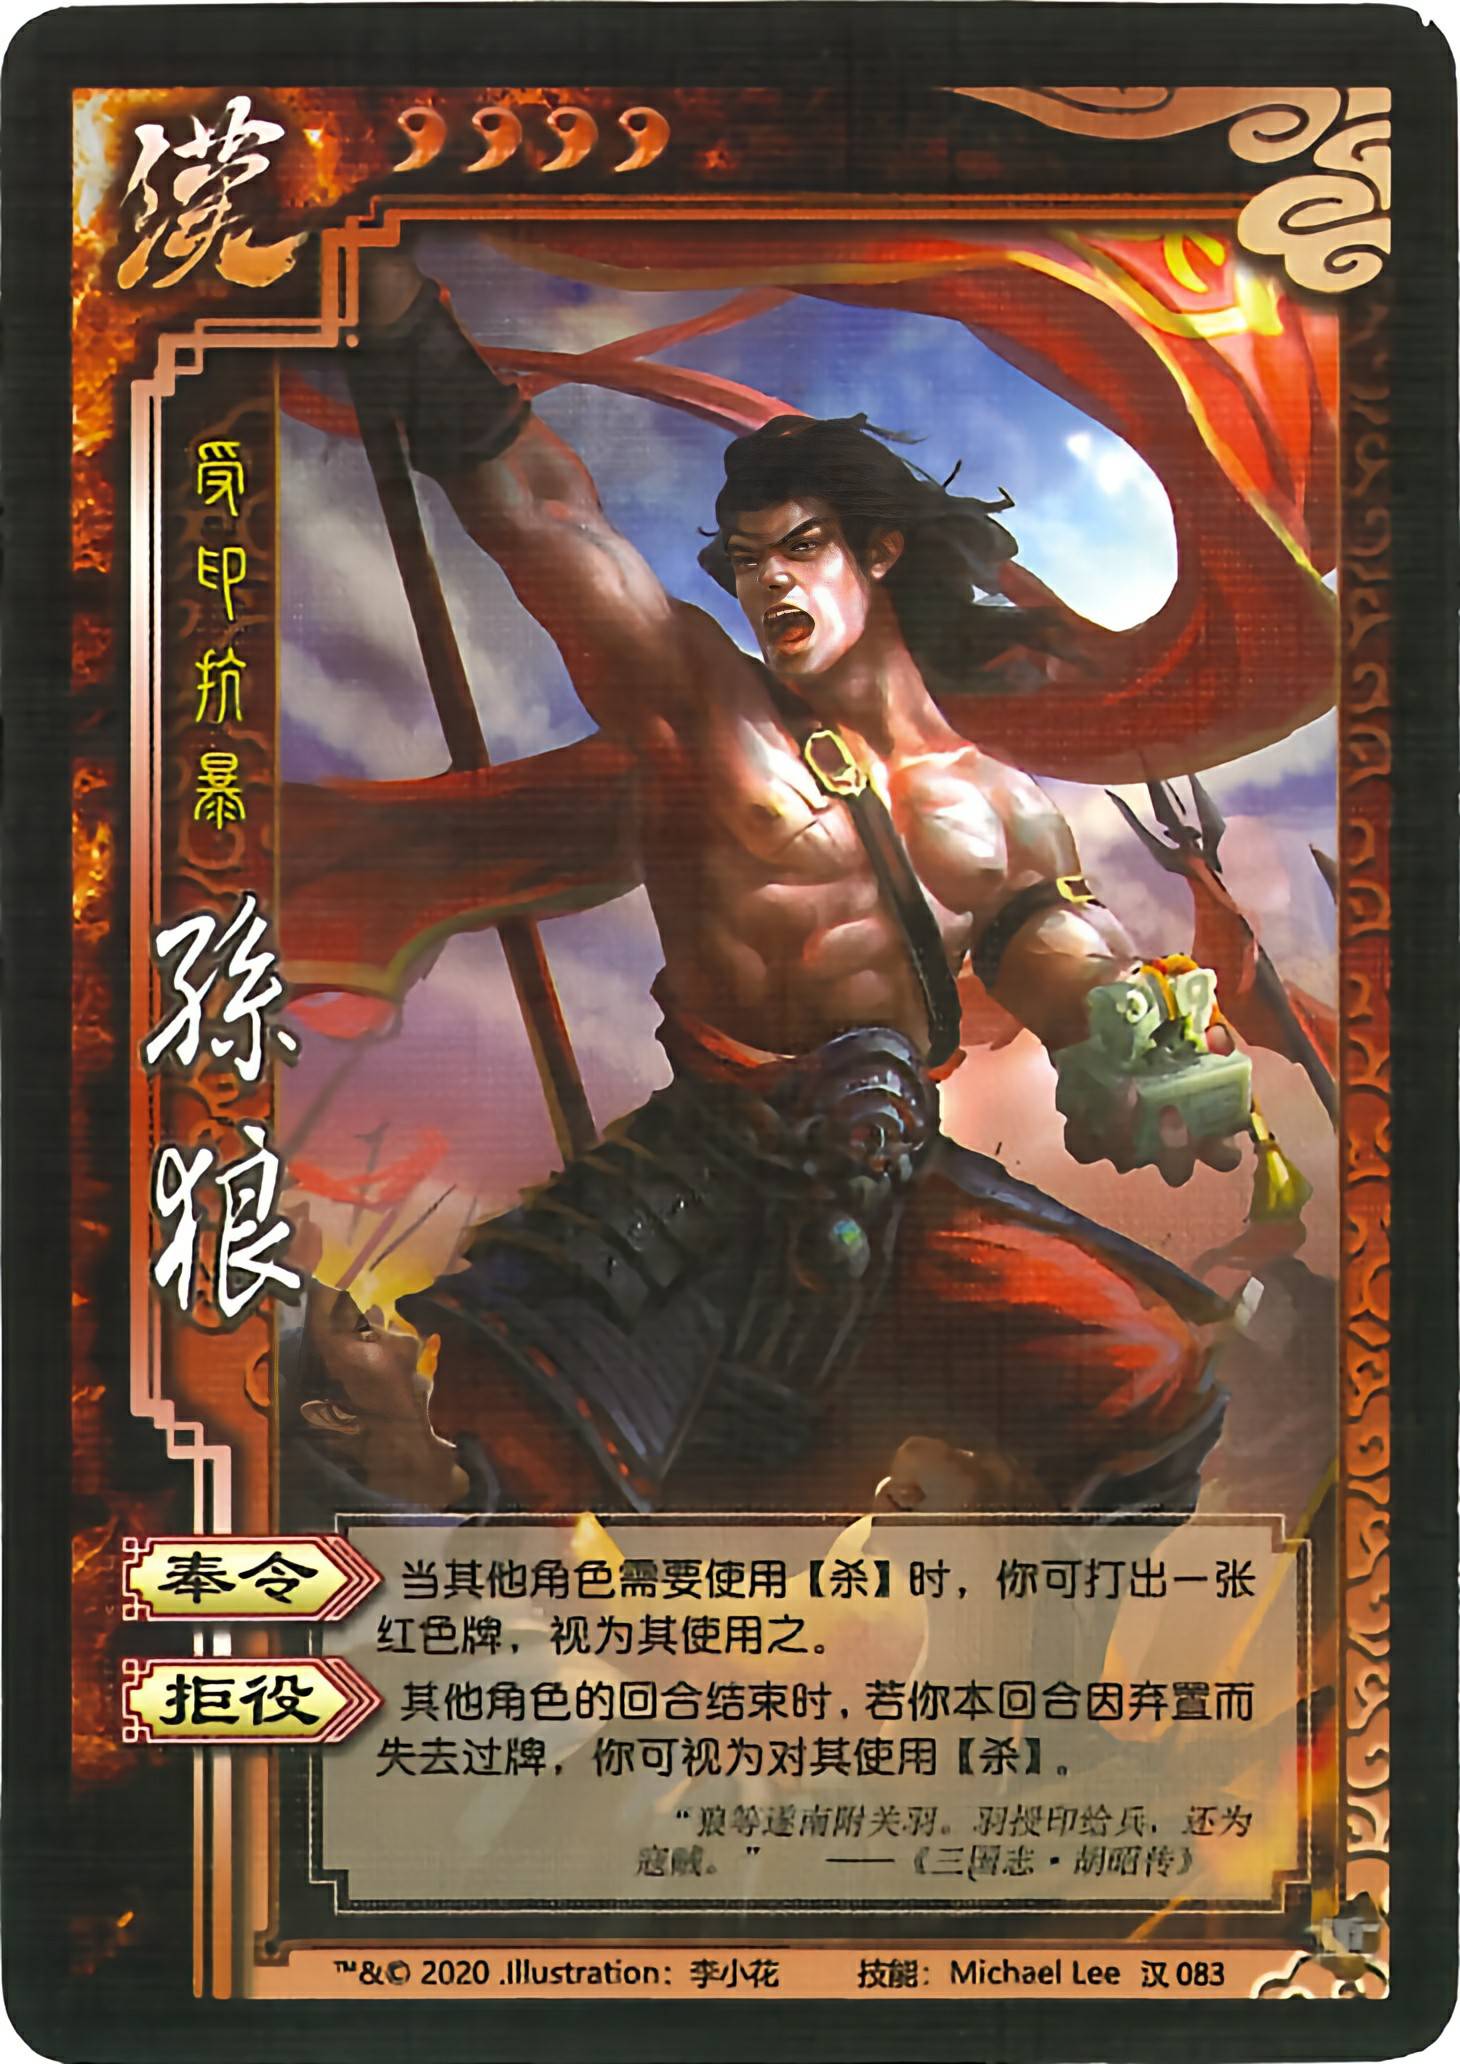 漢
受印抗暴
孫狼
奉令
当其他角色需要使用【杀】时，你可打出一张
红色牌，视为其使用之。
拒役
其他角色的回合结束时，若你本回合因弃置而
失去过牌，你可视为对其使用【杀】。
“狼等遂南附关羽。羽授印给兵，还为
寇贼。” ——《三国志·胡昭传》
™&© 2020 .Illustration：李小花 技能：Michael Lee 汉 083